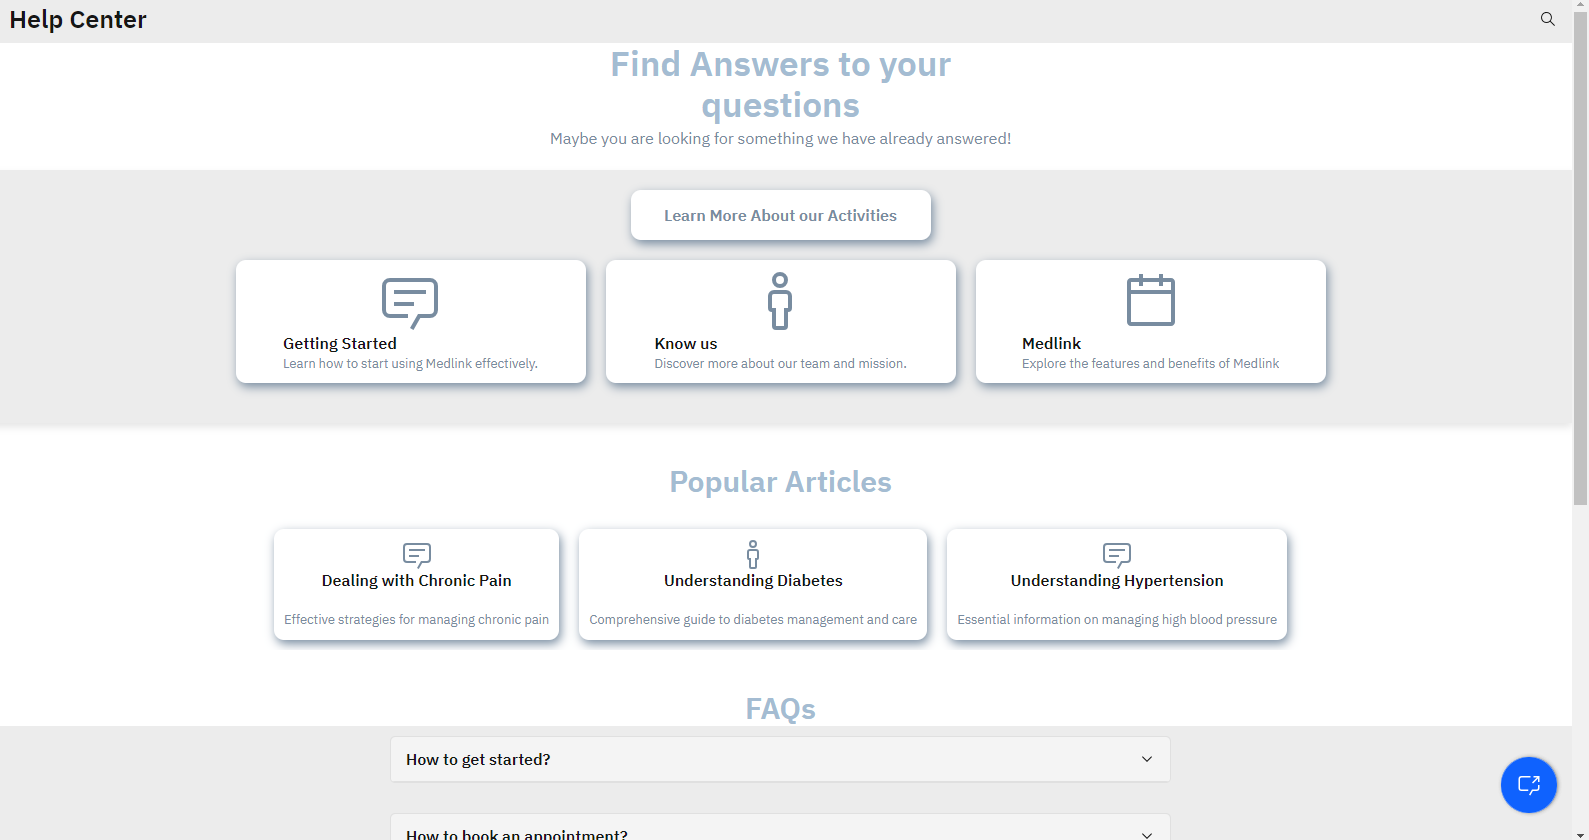 Help Center
Find Answers to your
questions
Maybe you are looking for something we have already answered!
Learn More About our Activities
Getting Started
Learn how to start using Medlink effectively.
Know us
Discover more about our team and mission.
Medlink
Explore the features and benefits of Medlink
Popular Articles
Dealing with Chronic Pain
Effective strategies for managing chronic pain
Understanding Diabetes
Comprehensive guide to diabetes management and care
Understanding Hypertension
Essential information on managing high blood pressure
FAQs
How to get started?
How to book an appointment?